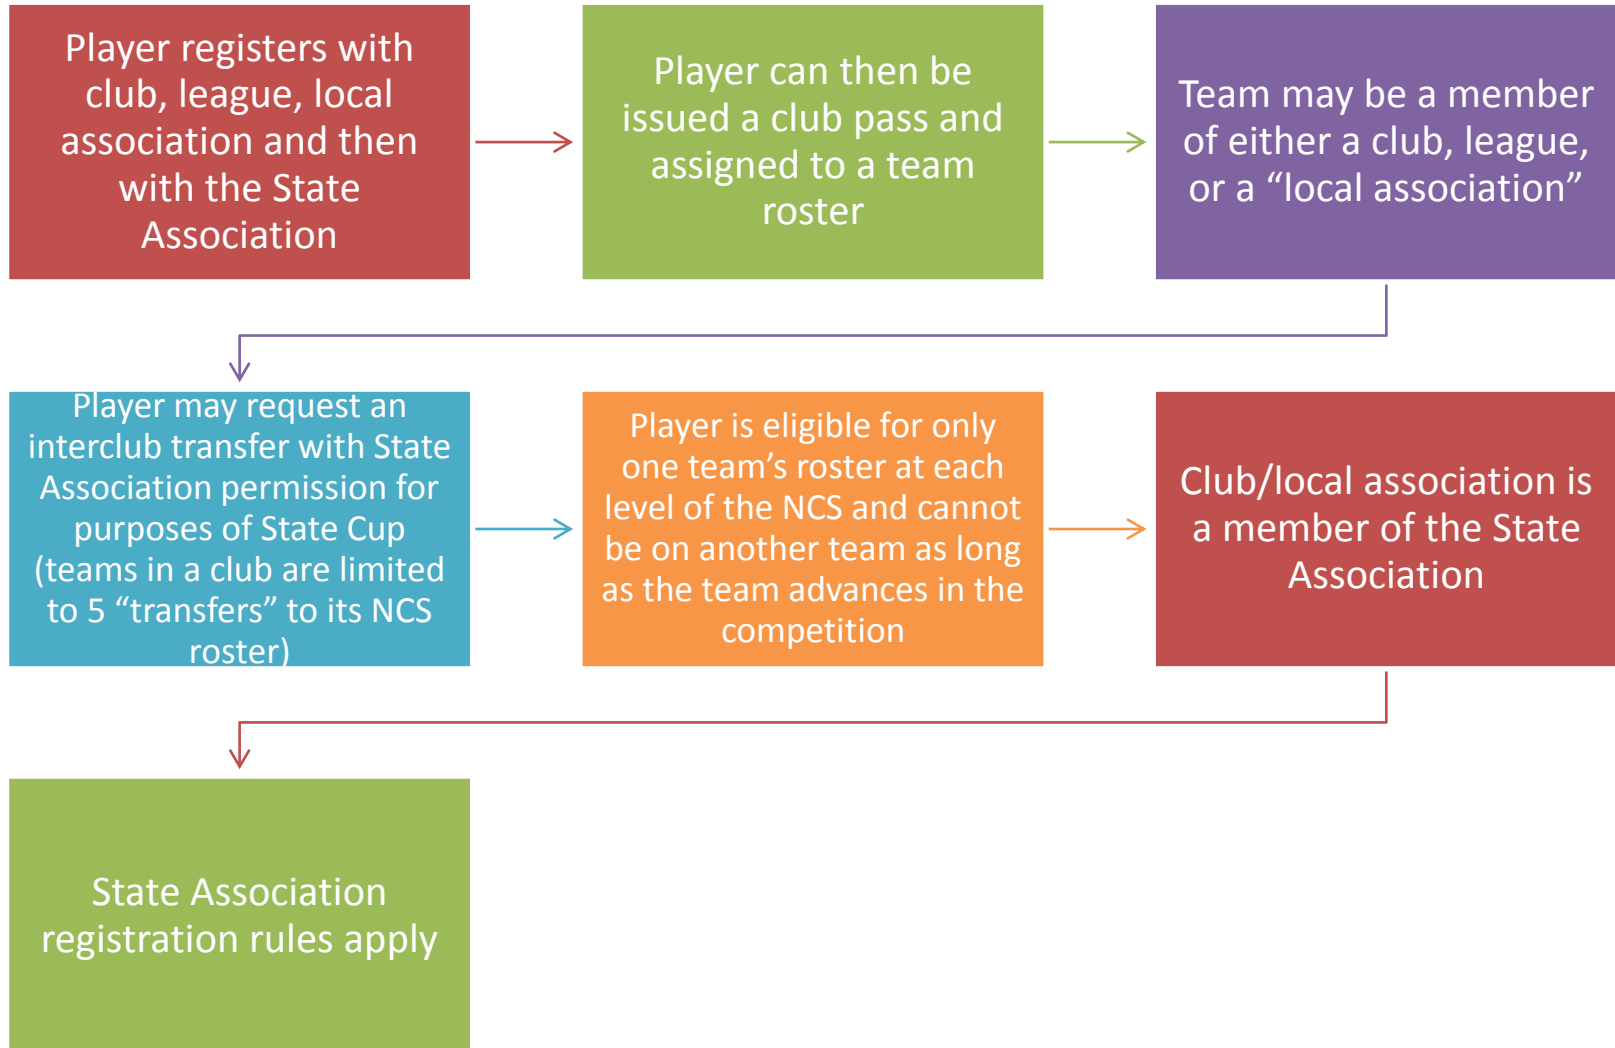 Player registers with
club, league, local
association and then
with the State
Association
Player can then be
issued a club pass and
assigned to a team
roster
Team may be a member
of either a club, league,
or a “local association”
Player may request an
interclub transfer with State
Association permission for
purposes of State Cup
(teams in a club are limited
to 5 “transfers” to its NCS
roster)
Player is eligible for only
one team’s roster at each
level of the NCS and cannot
be on another team as long
as the team advances in the
competition
Club/local association is
a member of the State
Association
State Association
registration rules apply